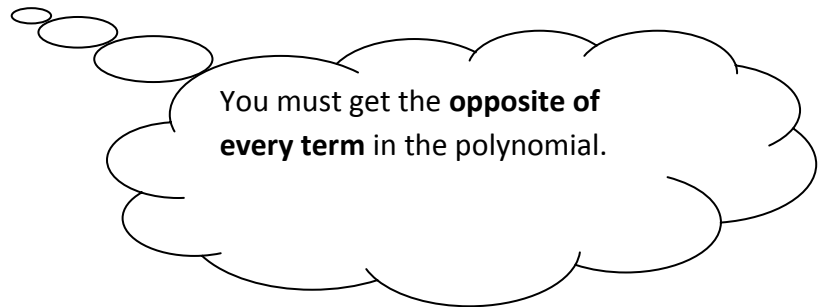 You must get the opposite of
every term in the polynomial.